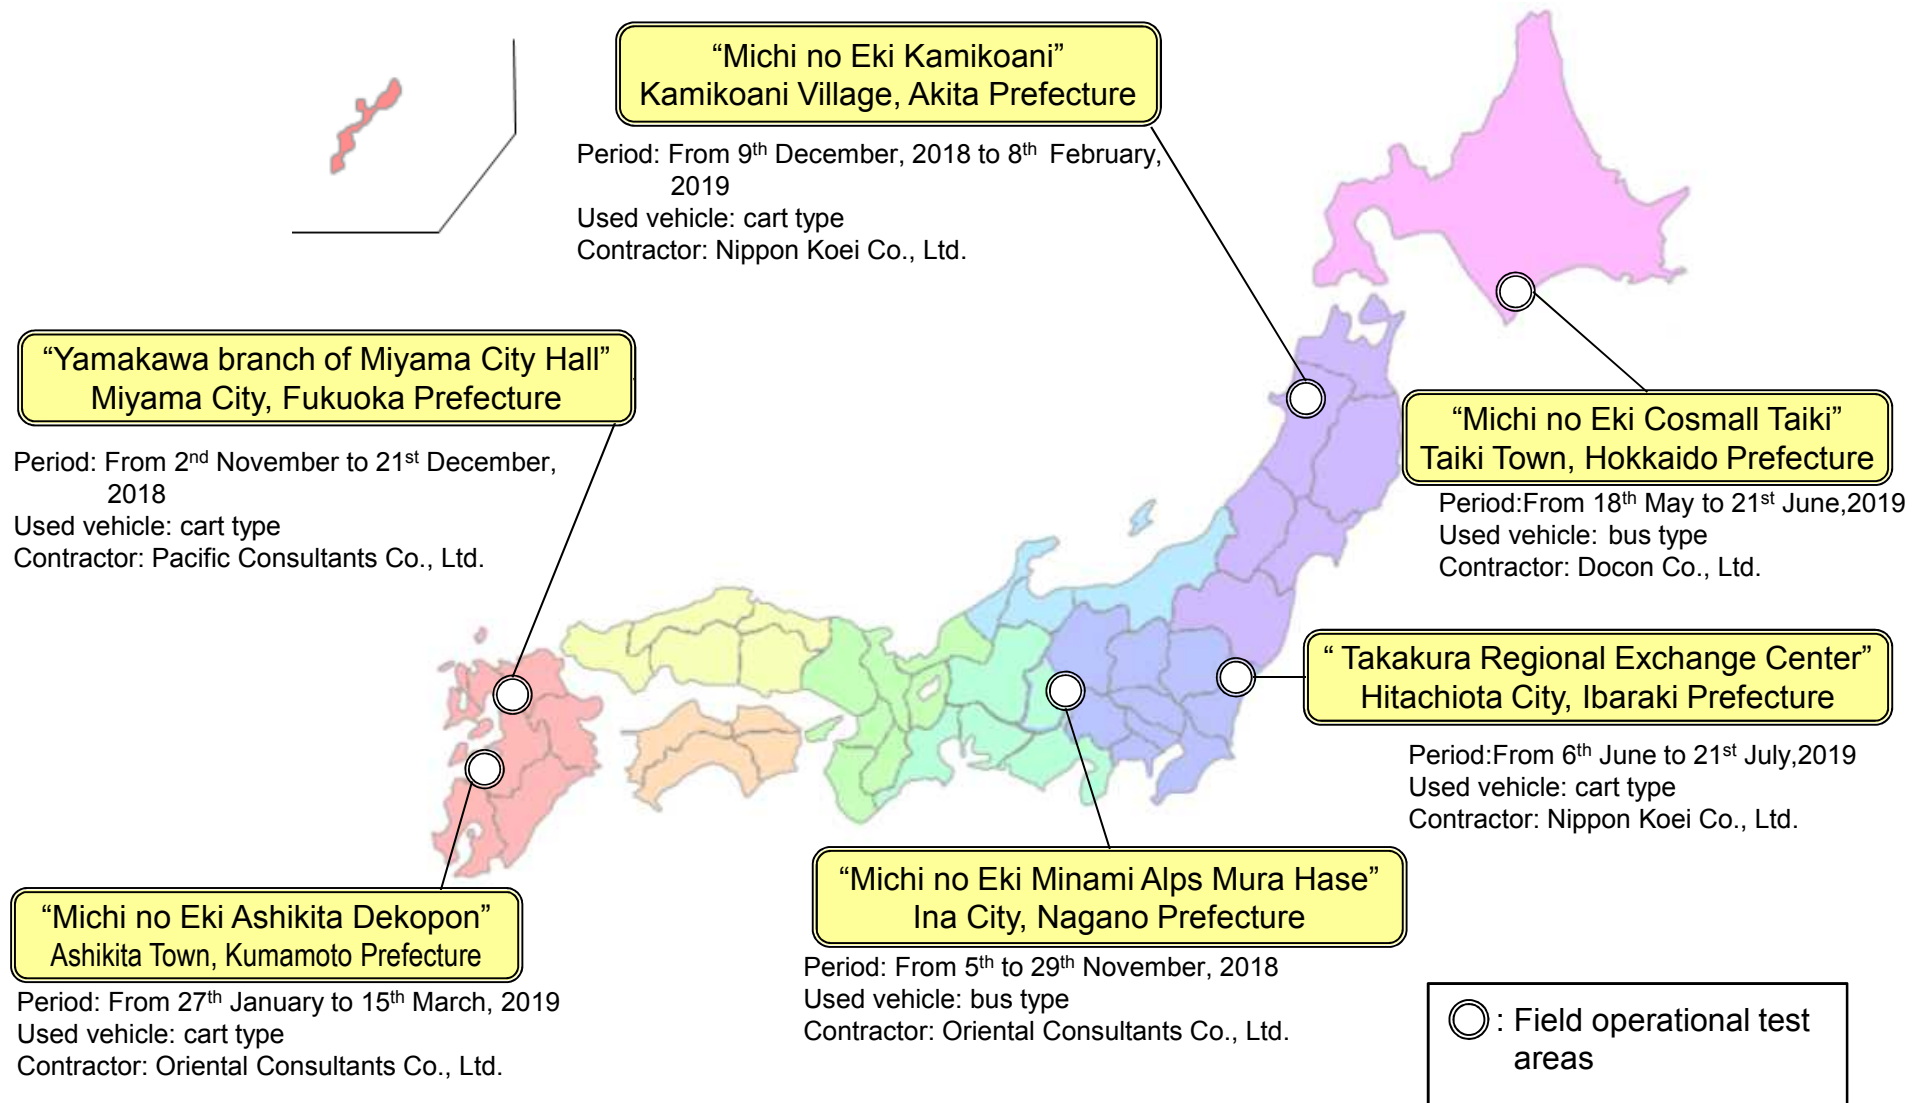 “Michi no Eki Kamikoani”
Kamikoani Village, Akita Prefecture
Period: From 9th December, 2018 to 8th February,
2019
Used vehicle: cart type
Contractor: Nippon Koei Co., Ltd.
“Yamakawa branch of Miyama City Hall”
Miyama City, Fukuoka Prefecture
Period: From 2nd November to 21st December,
2018
Used vehicle: cart type
Contractor: Pacific Consultants Co., Ltd.
“Michi no Eki Cosmall Taiki”
Taiki Town, Hokkaido Prefecture
Period:From 18th May to 21st June,2019
Used vehicle: bus type
Contractor: Docon Co., Ltd.
“ Takakura Regional Exchange Center”
Hitachiota City, Ibaraki Prefecture
Period:From 6th June to 21st July,2019
Used vehicle: cart type
Contractor: Nippon Koei Co., Ltd.
“Michi no Eki Minami Alps Mura Hase”
Ina City, Nagano Prefecture
Period: From 5th to 29th November, 2018
Used vehicle: bus type
Contractor: Oriental Consultants Co., Ltd.
“Michi no Eki Ashikita Dekopon”
Ashikita Town, Kumamoto Prefecture
Period: From 27th January to 15th March, 2019
Used vehicle: cart type
Contractor: Oriental Consultants Co., Ltd.
: Field operational test
areas